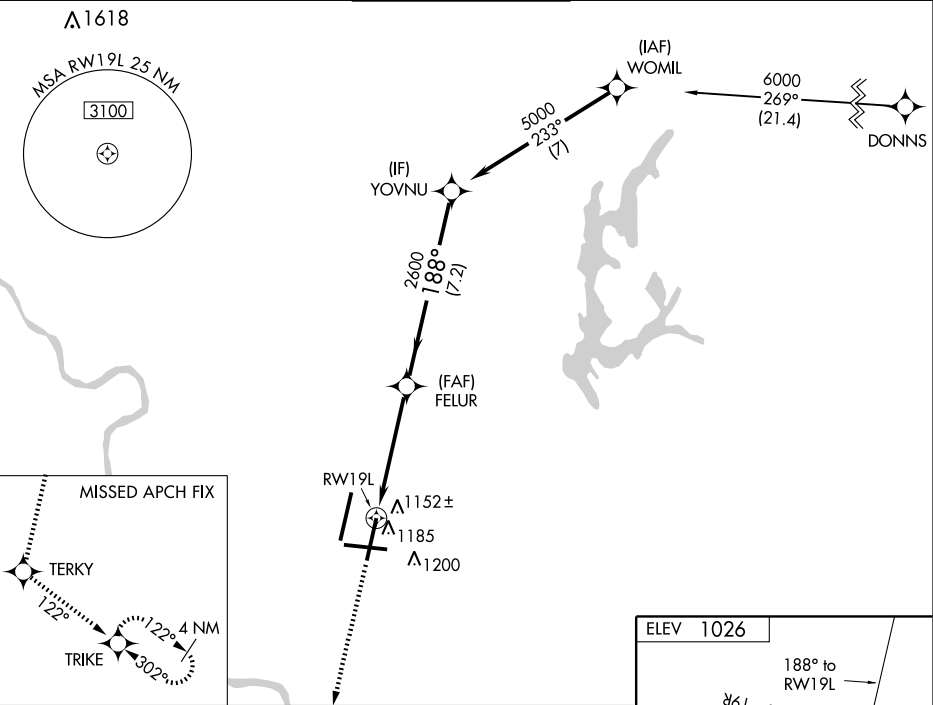 1618
MSA RW19L 25 NM
3100
(IAF)
WOMIL
6000
269°
(21.4)
DONNS
5000
233°
(7)
(IF)
YOVNU
2600
188°
(7.2)
(FAF)
FELUR
RW19L
1152±
1185
1200
MISSED APCH FIX
TERKY
122°
122°
4 NM
302°
TRIKE
ELEV 1026
188° to
RW19L
19R